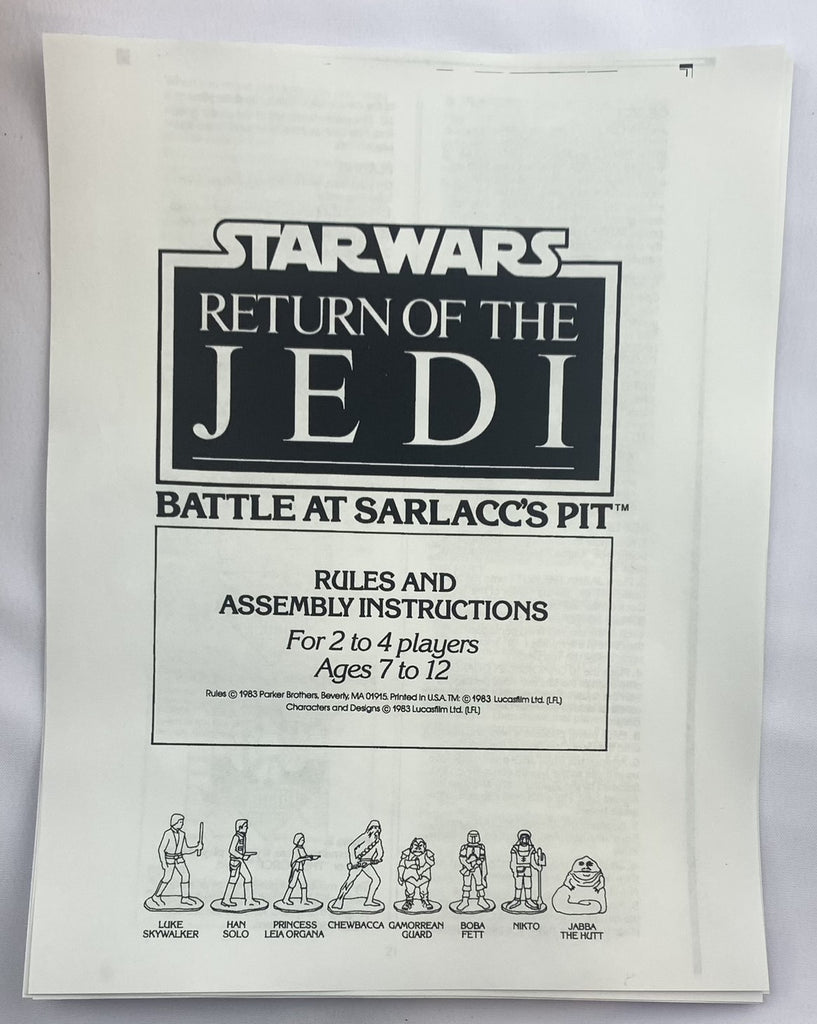 STAR WARS
RETURN OF THE
JEDI
BATTLE AT SARLACC'S PIT™
RULES AND
ASSEMBLY INSTRUCTIONS
For 2 to 4 players
Ages 7 to 12
Rules © 1983 Parker Brothers, Beverly, MA 01915. Printed in U.S.A. TM: © 1983 Lucasfilm Ltd. (LFL)
Characters and Designs © 1983 Lucasfilm Ltd. (LFL)
LUKE
SKYWALKER
HAN
SOLO
PRINCESS
LEIA ORGANA
CHEWBACCA
GAMORREAN
GUARD
BOBA
FETT
NIKTO
JABBA
THE HUTT